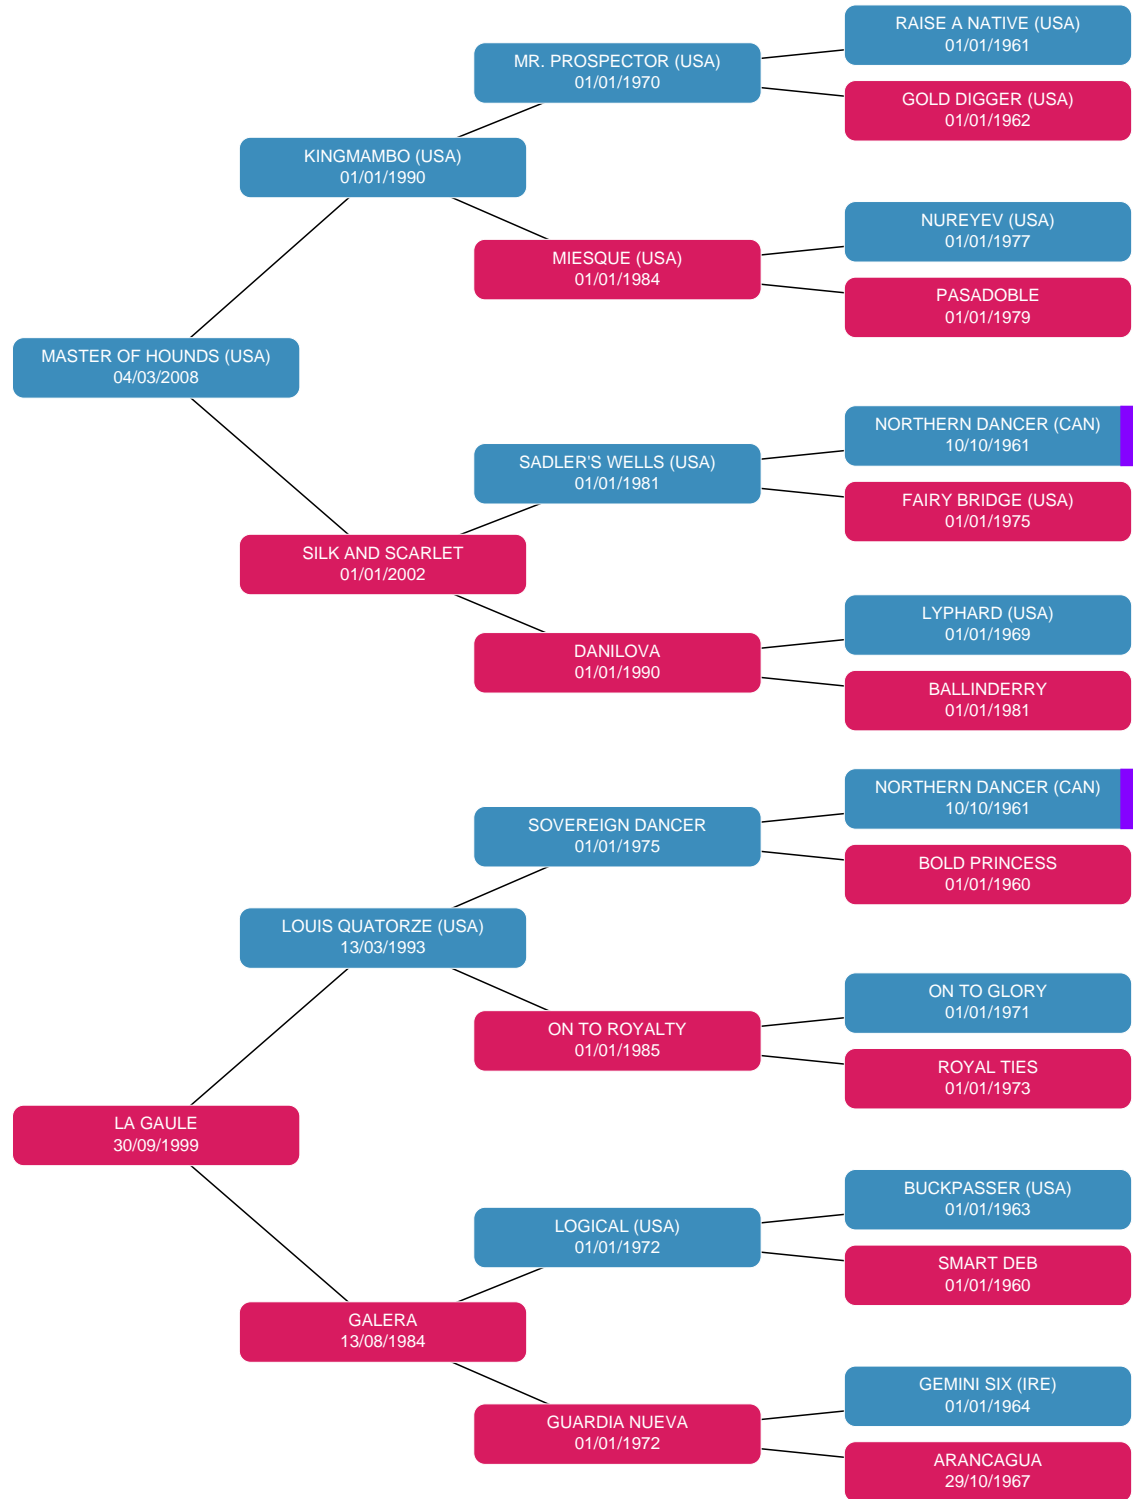 RAISE A NATIVE (USA)
01/01/1961
MR. PROSPECTOR (USA)
01/01/1970
GOLD DIGGER (USA)
01/01/1962
KINGMAMBO (USA)
01/01/1990
NUREYEV (USA)
01/01/1977
MIESQUE (USA)
01/01/1984
PASADOBLE
01/01/1979
MASTER OF HOUNDS (USA)
04/03/2008
NORTHERN DANCER (CAN)
10/10/1961
SADLER'S WELLS (USA)
01/01/1981
FAIRY BRIDGE (USA)
01/01/1975
SILK AND SCARLET
01/01/2002
LYPHARD (USA)
01/01/1969
DANILOVA
01/01/1990
BALLINDERRY
01/01/1981
NORTHERN DANCER (CAN)
10/10/1961
SOVEREIGN DANCER
01/01/1975
BOLD PRINCESS
01/01/1960
LOUIS QUATORZE (USA)
13/03/1993
ON TO GLORY
01/01/1971
ON TO ROYALTY
01/01/1985
ROYAL TIES
01/01/1973
LA GAULE
30/09/1999
BUCKPASSER (USA)
01/01/1963
LOGICAL (USA)
01/01/1972
SMART DEB
01/01/1960
GALERA
13/08/1984
GEMINI SIX (IRE)
01/01/1964
GUARDIA NUEVA
01/01/1972
ARANCAGUA
29/10/1967